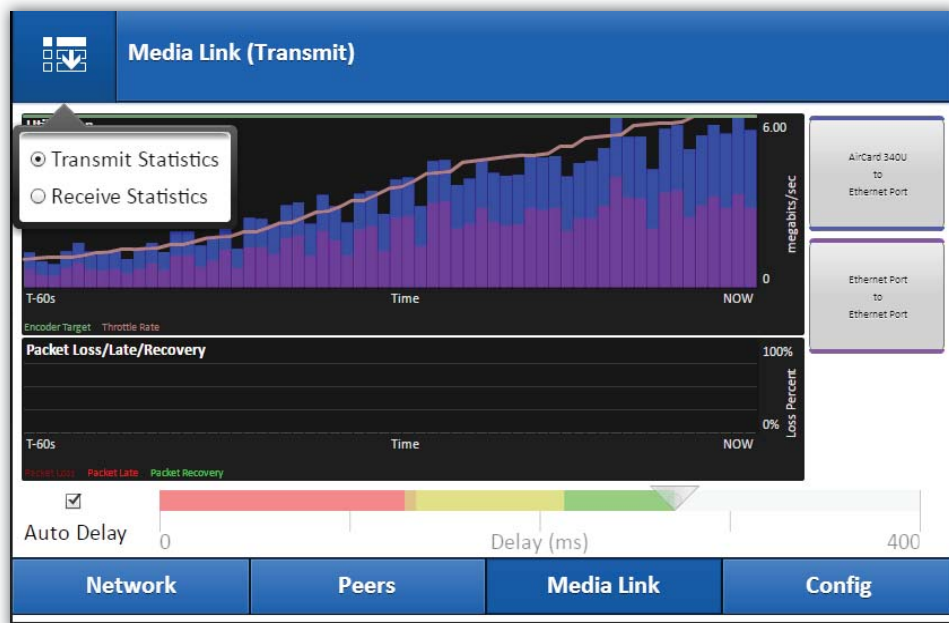 Media Link (Transmit)
Transmit Statistics
Receive Statistics
6.00
megabits/sec
0
T-60s
Time
NOW
Encoder Target Throttle Rate
AirCard 340U
to
Ethernet Port
Ethernet Port
to
Ethernet Port
Packet Loss/Late/Recovery
100%
Loss Percent
0%
T-60s
Time
NOW
Packet Loss Packet Late Packet Recovery
Auto Delay
0
Delay (ms)
400
Network
Peers
Media Link
Config